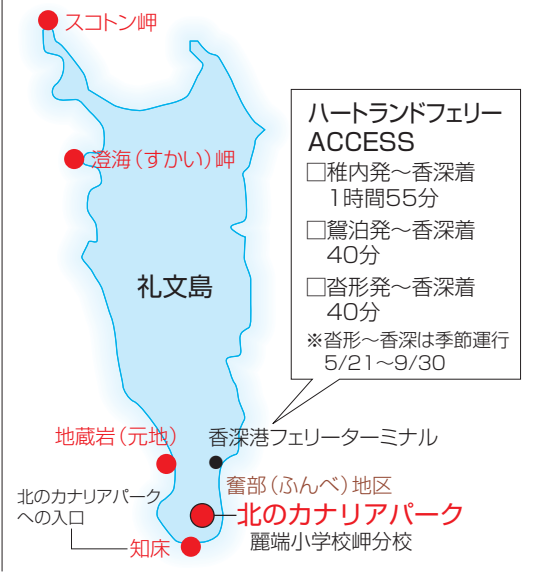 スコトン岬
澄海(すかい)岬
礼文島
ハートランドフェリー
ACCESS
□稚内発〜香深着
1時間55分
□鴛泊発〜香深着
40分
□沓形発〜香深着
40分
※沓形〜香深は季節運行
5/21〜9/30
地蔵岩(元地)
香深港フェリーターミナル
奮部(ふんべ)地区
北のカナリアパーク
麗端小学校岬分校
北のカナリアパーク
への入口
知床